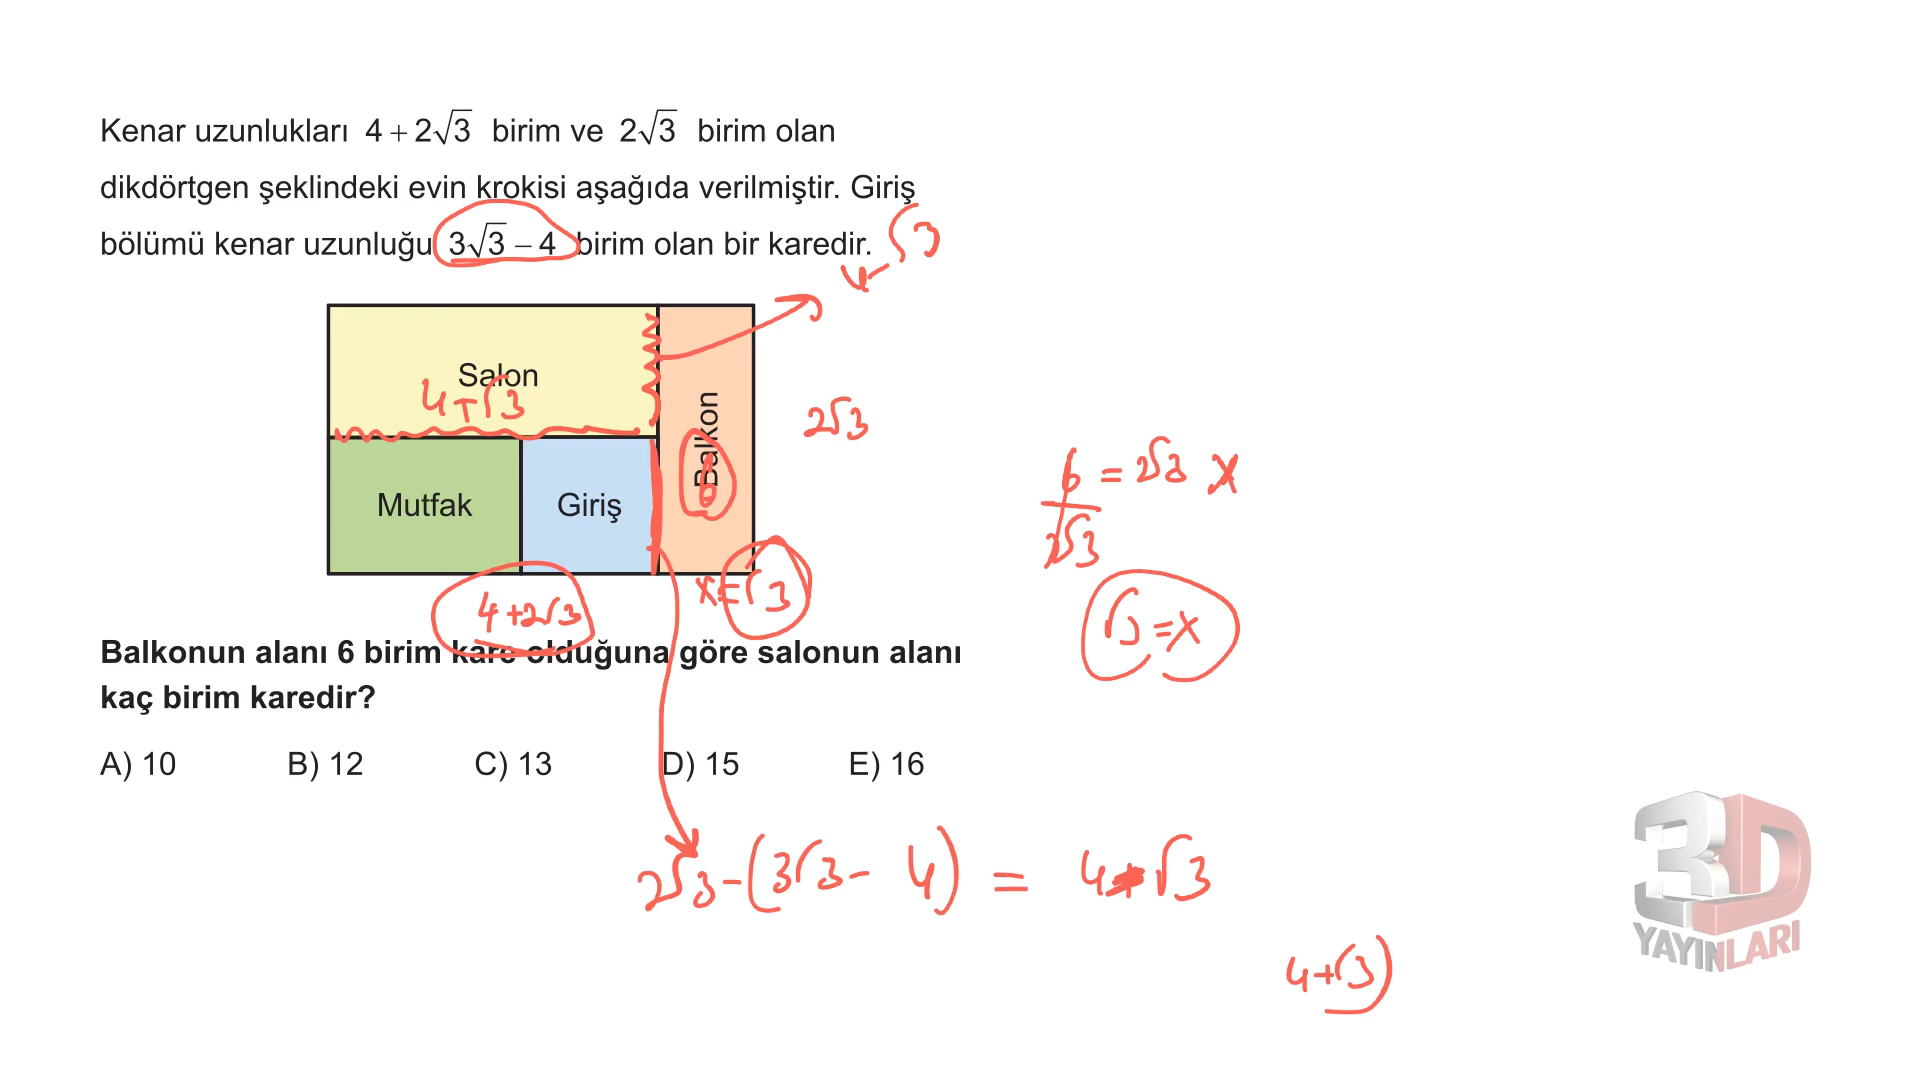 Kenar uzunlukları 4 + 2√3 birim ve 2√3 birim olan
dikdörtgen şeklindeki evin krokisi aşağıda verilmiştir. Giriş
bölümü kenar uzunluğu 3√3 – 4 birim olan bir karedir.
4-√3
Salon
4+√3
Balkon
6
2√3
Mutfak
Giriş
4+2√3
x=√3
6 = 2√3 x
2√3
√3 = x
Balkonun alanı 6 birim kare olduğuna göre salonun alanı
kaç birim karedir?
A) 10 B) 12 C) 13 D) 15 E) 16
2√3-(3√3- 4) = 4-√3
4+√3)
3D
YAYINLARI